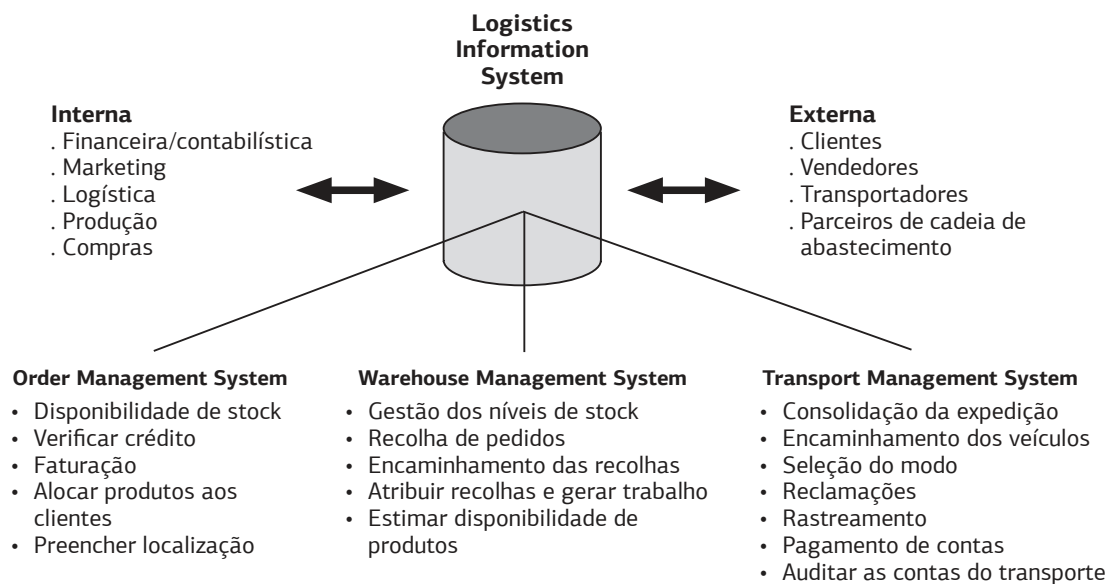 Logistics
Information
System
Interna
. Financeira/contabilística
. Marketing
. Logística
. Produção
. Compras
Externa
. Clientes
. Vendedores
. Transportadores
. Parceiros de cadeia de
abastecimento
Order Management System
• Disponibilidade de stock
• Verificar crédito
• Faturação
• Alocar produtos aos
clientes
• Preencher localização
Warehouse Management System
• Gestão dos níveis de stock
• Recolha de pedidos
• Encaminhamento das recolhas
• Atribuir recolhas e gerar trabalho
• Estimar disponibilidade de
produtos
Transport Management System
• Consolidação da expedição
• Encaminhamento dos veículos
• Seleção do modo
• Reclamações
• Rastreamento
• Pagamento de contas
• Auditar as contas do transporte